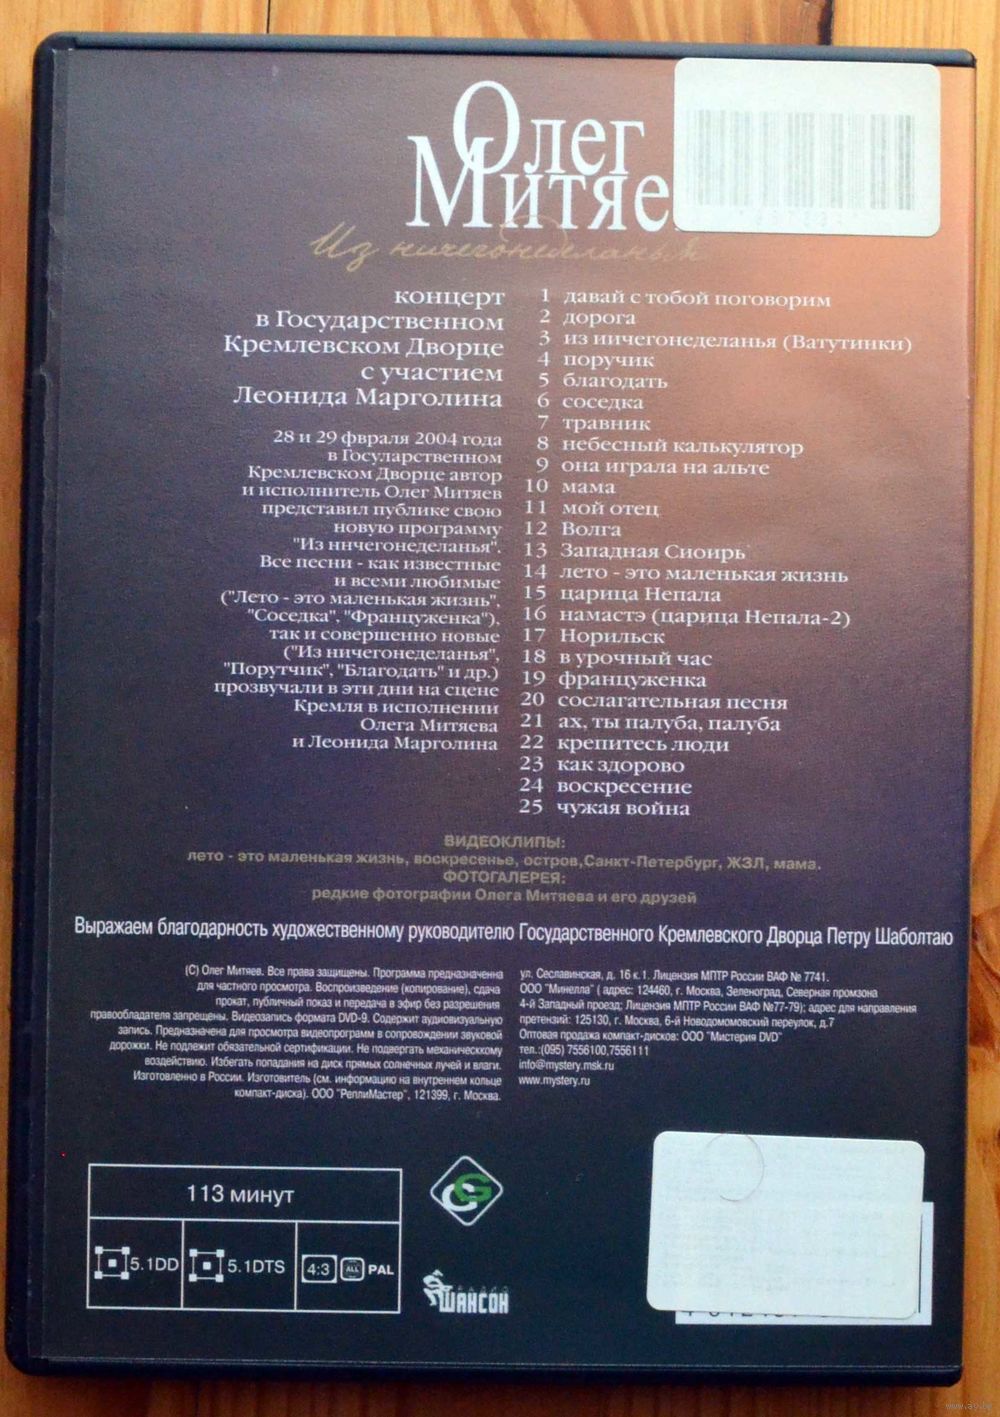 Олег
Митяе
Из ничегонеделанья
концерт
в Государственном
Кремлевском Дворце
с участием
Леонида Марголина
28 и 29 фвраля 2004 года
в Госуларственном
Кремлевском Дворце автор
и исполнитель Олег Митяев
представил публике свою
новую программу
"Из ннчегонеделанья".
Все песни - как известные
и всеми любимые
("Лето - это маленькая жизнь",
"Соседка", "Француженка"),
так и совершенно новые
("Из ничегонеделанья",
"Порутчик", "Благодать" и др.)
прозвучали в эти дни на сцене
Кремля в исполнении
Олега Митяева
и Леонида Марголина
1 давай с тобой поговорим
2 дорога
3 из иичегонеделанья (Ватутинки)
4 поручик
5 благодать
6 соседка
7 травник
8 небесный калькулятор
9 она играла на альте
10 мама
11 мой отец
12 Волга
13 Западная Сиоирь
14 лето - это маленькая жизнь
15 царица Непала
16 намастэ (царица Непала-2)
17 Норильск
18 в урочный час
19 француженка
20 сослагательная песня
21 ах, ты палуба, палуба
22 крепитесь люди
23 как здорово
24 воскресение
25 чужая война
ВИДЕОКЛИПЫ:
лето - это маленькая жизнь, воскресенье, остров,Санкт-Петербург, ЖЗЛ, мама.
ФОТОГАЛЕРЕЯ:
редкие фотографии Олега Митяева и его друзей
Выражаем благодарность художественному руководителю Государственного Кремлевского Дворца Петру Шаболтаю
(С) Олег Митяев. Все права защищены. Программа предназначена
для частного просмотра. Воспроизведение (копирование), сдача
прокат, публичный показ и передача в эфир без разрешения
правообладателя запрещены. Видеозапись формата DVD-9. Содержит аудиовизуальную
запись. Предназначена для просмотра видеопрограмм в сопровождении звуковой
дорожки. Не подлежит обязательной сертификации. Не подвергать механическкому
воздействию. Избегать попадания на диск прямых солнечных лучей и влаги.
Изготовленно в России. Изготовитель (см. информацию на внутреннем кольце
компакт-диска). ООО "РеплиМастер", 121399, г. Москва.
ул. Сеславинская, д. 16 к.1. Лицензия МПТР России ВАФ № 7741.
ООО "Минелла" ( адрес: 124460, г. Москва, Зеленоград, Северная промзона
4-й Западный проезд; Лицензия МПТР России ВАФ №77-79); адрес для направления
претензий: 125130, г. Москва, 6-й Новодомомовский переулок, д.7
Оптовая продажа компакт-дисков: ООО "Мистерия DVD"
тел.:(095) 7556100,7556111
info@mystery.msk.ru
www.mystery.ru
113 минут
5.1DD
5.1DTS
4:3
ALL
PAL
CG
РАДИО
ШАНСОН
www.ay.by